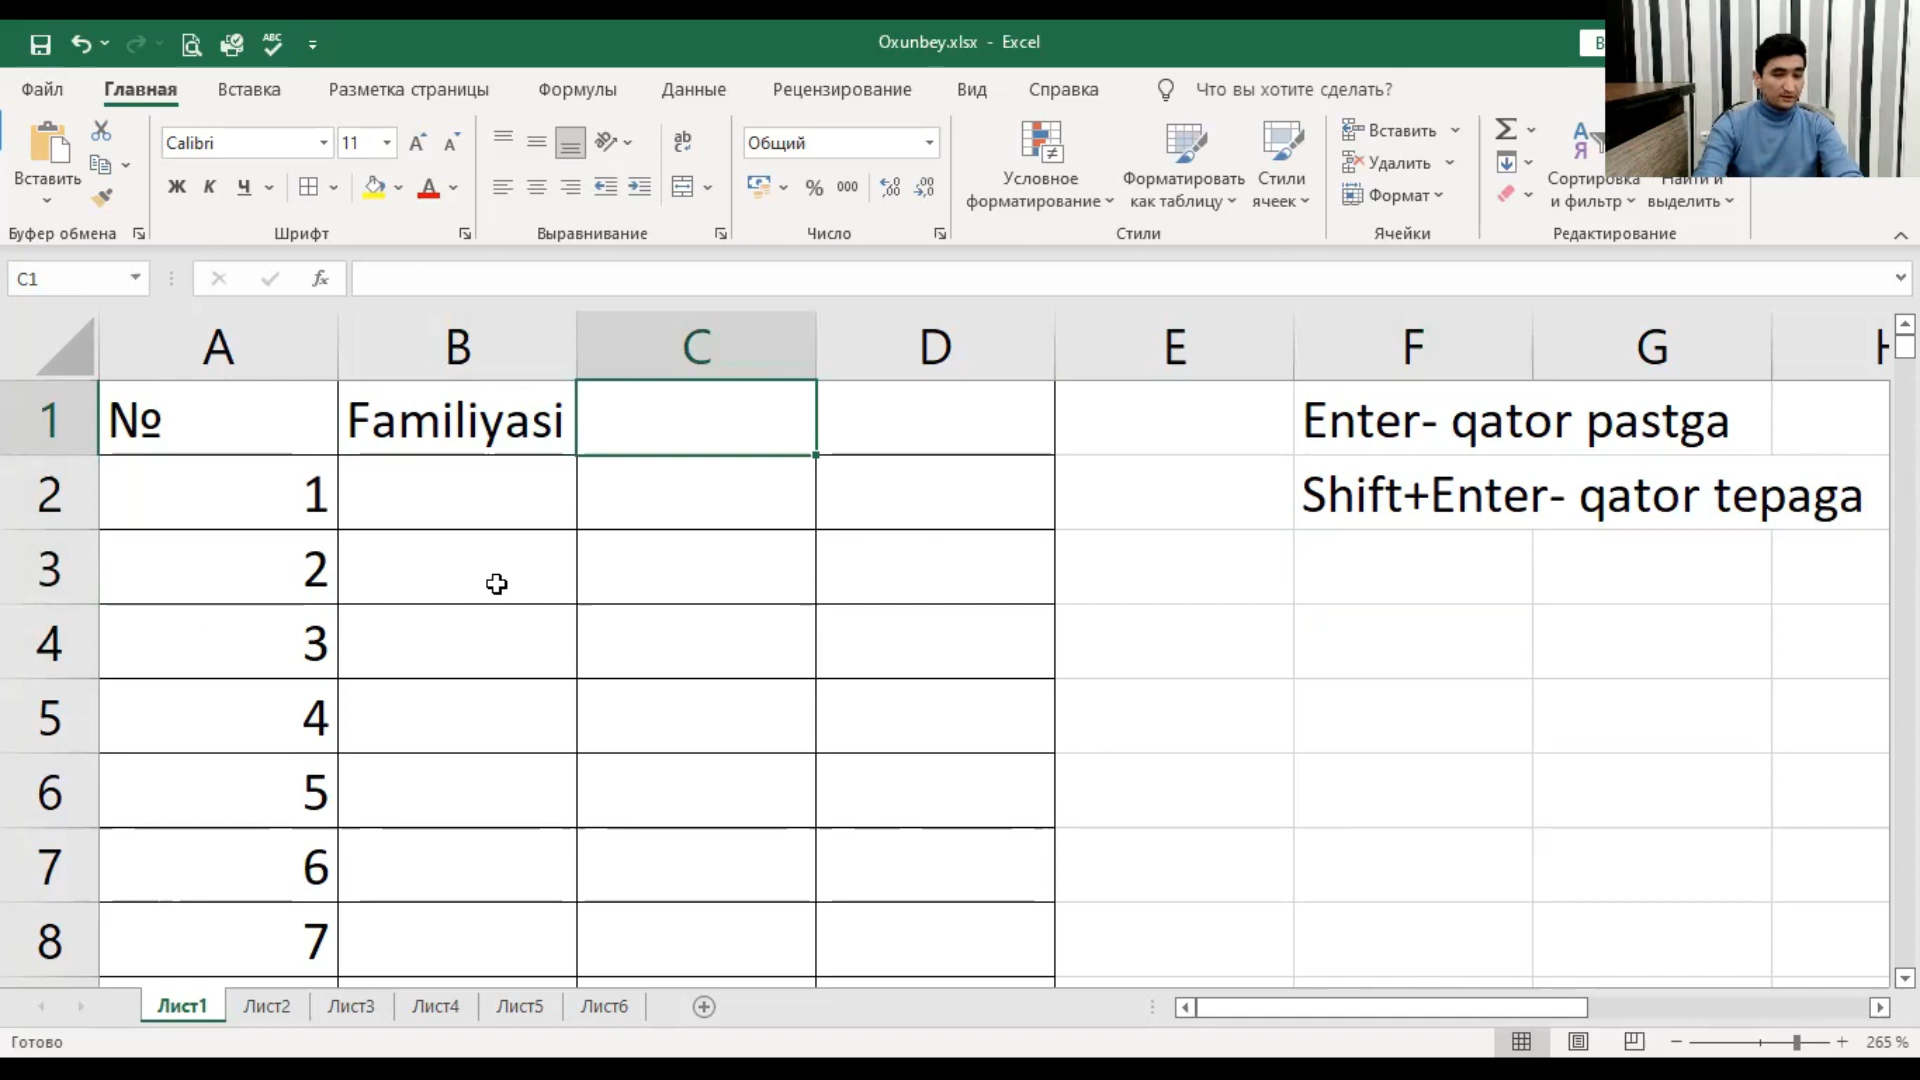 Oxunbey.xlsx - Excel
В
Файл Главная Вставка Разметка страницы Формулы Данные Рецензирование Вид Справка Что вы хотите сделать?
Вставить
Calibri 11
Ж К Ч А
Общий
% 000
Условное форматирование
Форматировать как таблицу
Стили ячеек
Вставить
Удалить
Формат
Сортировка и фильтр
Найти и выделить
Буфер обмена Шрифт Выравнивание Число Стили Ячейки Редактирование
C1 fx
A B C D E F G H
1 № Familiyasi Enter- qator pastga
2 1 Shift+Enter- qator tepaga
3 2
4 3
5 4
6 5
7 6
8 7
Лист1 Лист2 Лист3 Лист4 Лист5 Лист6
Готово 265 %